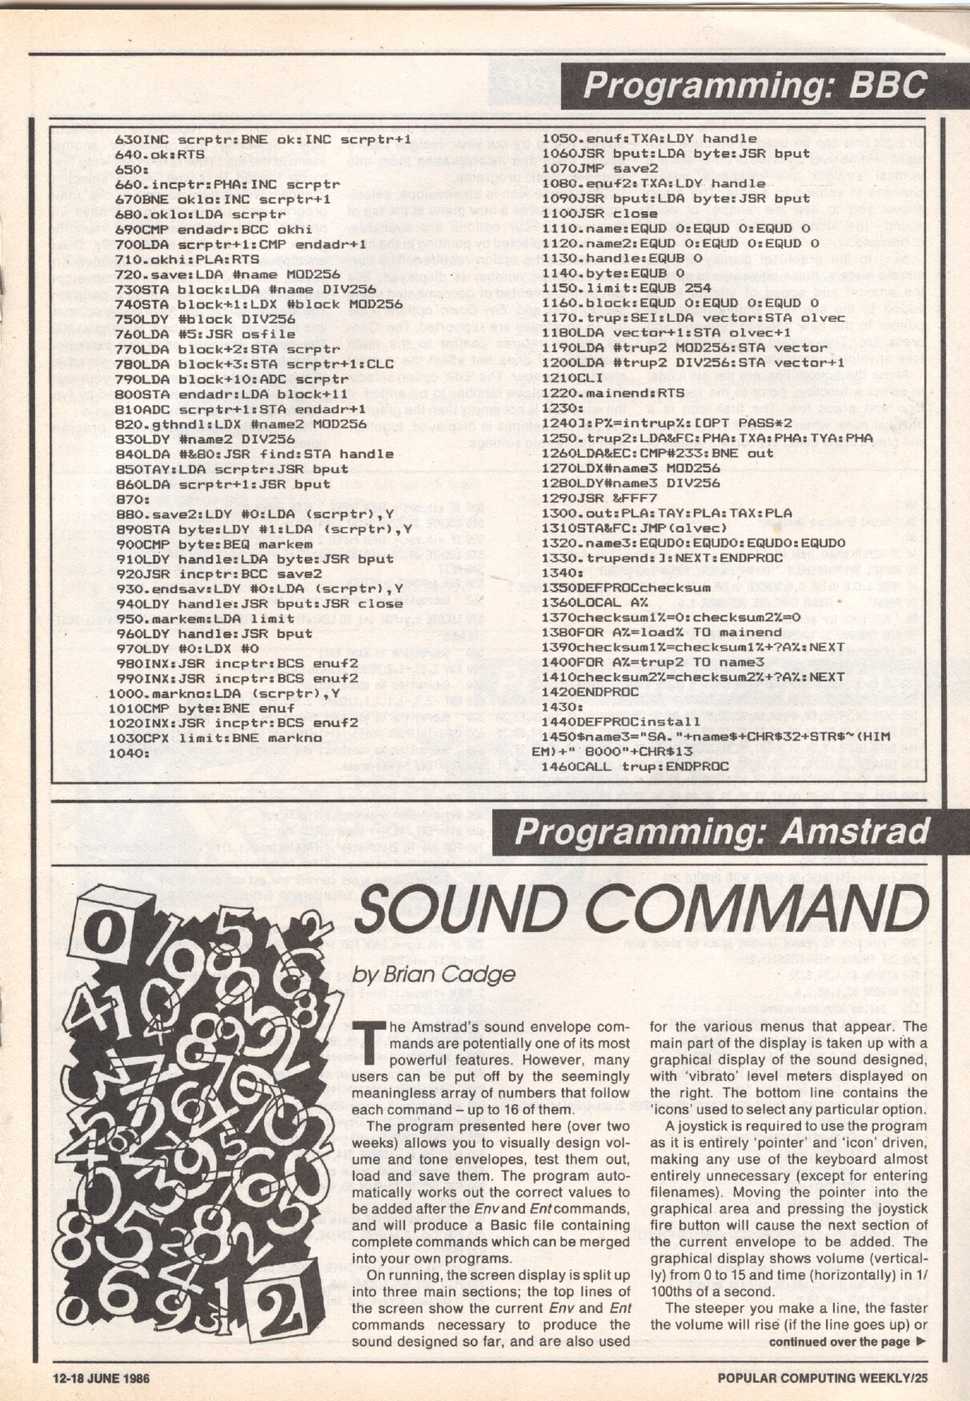 Programming: BBC
630INC scrptr:BNE ok:INC scrptr+1
640.ok:RTS
650:
660.incptr:PHA:INC scrptr
670BNE oklo:INC scrptr+1
680.oklo:LDA scrptr
690CMP endadr:BCC okhi
700LDA scrptr+1:CMP endadr+1
710.okhi:PLA:RTS
720.save:LDA #name MOD256
730STA block:LDA #name DIV256
740STA block+1:LDX #block MOD256
750LDY #block DIV256
760LDA #5:JSR osfile
770LDA block+2:STA scrptr
780LDA block+3:STA scrptr+1:CLC
790LDA block+10:ADC scrptr
800STA endadr:LDA block+11
810ADC scrptr+1:STA endadr+1
820.gthndl:LDX #name2 MOD256
830LDY #name2 DIV256
840LDA #&80:JSR find:STA handle
850TAY:LDA scrptr:JSR bput
860LDA scrptr+1:JSR bput
870:
880.save2:LDY #0:LDA (scrptr),Y
890STA byte:LDY #1:LDA (scrptr),Y
900CMP byte:BEQ markem
910LDY handle:LDA byte:JSR bput
920JSR incptr:BCC save2
930.endsav:LDY #0:LDA (scrptr),Y
940LDY handle:JSR bput:JSR close
950.markem:LDA limit
960LDY handle:JSR bput
970LDY #0:LDX #0
980INX:JSR incptr:BCS enuf2
990INX:JSR incptr:BCS enuf2
1000.markno:LDA (scrptr),Y
1010CMP byte:BNE enuf
1020INX:JSR incptr:BCS enuf2
1030CPX limit:BNE markno
1040:
1050.enuf:TXA:LDY handle
1060JSR bput:LDA byte:JSR bput
1070JMP save2
1080.enuf2:TXA:LDY handle
1090JSR bput:LDA byte:JSR bput
1100JSR close
1110.name:EQUD 0:EQUD 0:EQUD 0
1120.name2:EQUD 0:EQUD 0:EQUD 0
1130.handle:EQUB 0
1140.byte:EQUB 0
1150.limit:EQUB 254
1160.block:EQUD 0:EQUD 0:EQUD 0
1170.trup:SEI:LDA vector:STA olvec
1180LDA vector+1:STA olvec+1
1190LDA #trup2 MOD256:STA vector
1200LDA #trup2 DIV256:STA vector+1
1210CLI
1220.mainend:RTS
1230:
1240]:P%=intrup%:[OPT PASS*2
1250.trup2:LDA&FC:PHA:TXA:PHA:TYA:PHA
1260LDA&EC:CMP#233:BNE out
1270LDX#name3 MOD256
1280LDY#name3 DIV256
1290JSR &FFF7
1300.out:PLA:TAY:PLA:TAX:PLA
1310STA&FC:JMP(olvec)
1320.name3:EQUD0:EQUD0:EQUD0:EQUD0
1330.trupend:]:NEXT:ENDPROC
1340:
1350DEFPROCchecksum
1360LOCAL A%
1370checksum1%=0:checksum2%=0
1380FOR A%=load% TO mainend
1390checksum1%=checksum1%+?A%:NEXT
1400FOR A%=trup2 TO name3
1410checksum2%=checksum2%+?A%:NEXT
1420ENDPROC
1430:
1440DEFPROCinstall
1450$name3="SA."+name$+CHR$32+STR$~(HIM
EM)+" 8000"+CHR$13
1460CALL trup:ENDPROC
Programming: Amstrad
SOUND COMMAND
by Brian Cadge
The Amstrad's sound envelope com-
mands are potentially one of its most
powerful features. However, many
users can be put off by the seemingly
meaningless array of numbers that follow
each command – up to 16 of them.
The program presented here (over two
weeks) allows you to visually design vol-
ume and tone envelopes, test them out,
load and save them. The program auto-
matically works out the correct values to
be added after the Env and Ent commands,
and will produce a Basic file containing
complete commands which can be merged
into your own programs.
On running, the screen display is split up
into three main sections; the top lines of
the screen show the current Env and Ent
commands necessary to produce the
sound designed so far, and are also used
for the various menus that appear. The
main part of the display is taken up with a
graphical display of the sound designed,
with 'vibrato' level meters displayed on
the right. The bottom line contains the
'icons' used to select any particular option.
A joystick is required to use the program
as it is entirely 'pointer' and 'icon' driven,
making any use of the keyboard almost
entirely unnecessary (except for entering
filenames). Moving the pointer into the
graphical area and pressing the joystick
fire button will cause the next section of
the current envelope to be added. The
graphical display shows volume (vertical-
ly) from 0 to 15 and time (horizontally) in 1/
100ths of a second.
The steeper you make a line, the faster
the volume will rise (if the line goes up) or
continued over the page ►
12-18 JUNE 1986
POPULAR COMPUTING WEEKLY/25